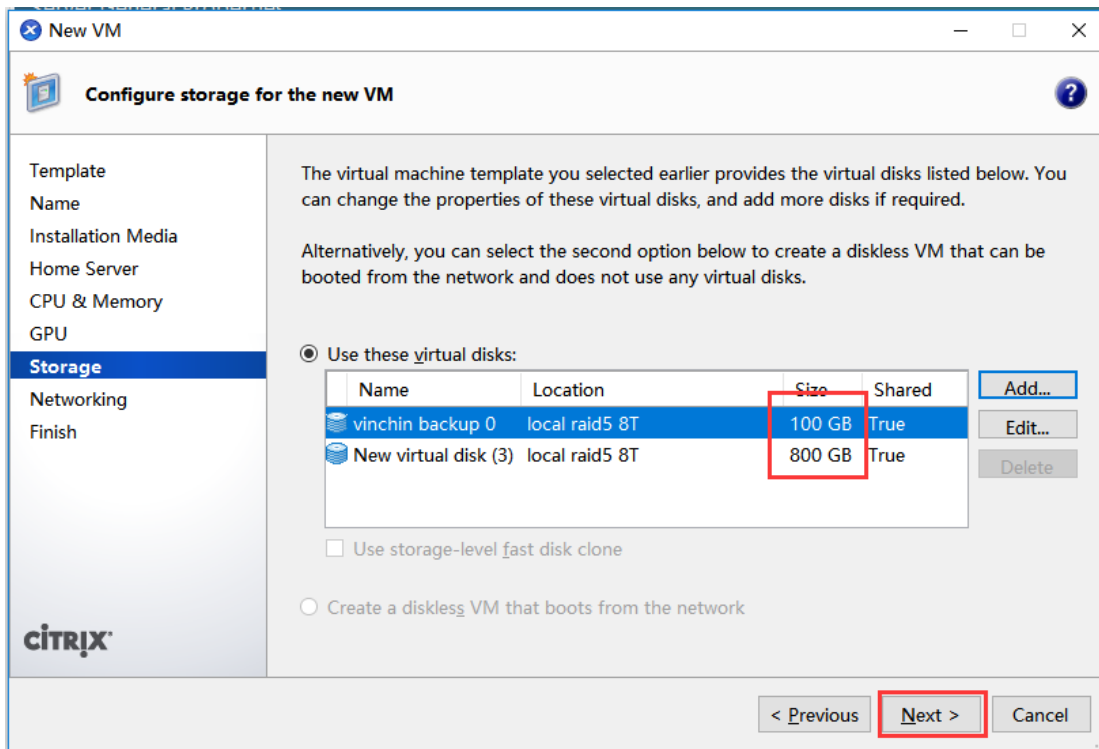 New VM
Configure storage for the new VM
?
Template
Name
Installation Media
Home Server
CPU & Memory
GPU
Storage
Networking
Finish
CİTRIX
The virtual machine template you selected earlier provides the virtual disks listed below. You
can change the properties of these virtual disks, and add more disks if required.
Alternatively, you can select the second option below to create a diskless VM that can be
booted from the network and does not use any virtual disks.
Use these virtual disks:
Name Location Size Shared
vinchin backup 0 local raid5 8T 100 GB True
New virtual disk (3) local raid5 8T 800 GB True
Add...
Edit...
Delete
Use storage-level fast disk clone
Create a diskless VM that boots from the network
< Previous Next > Cancel